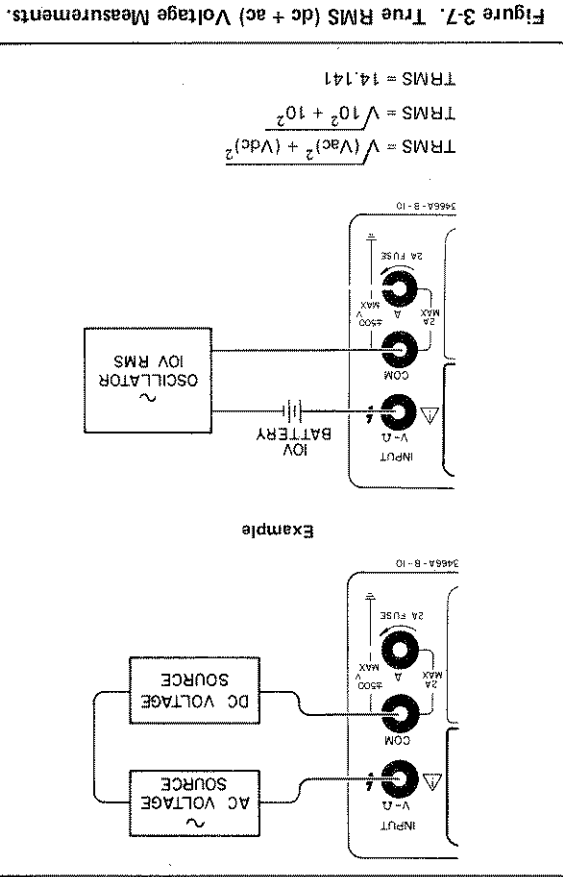 INPUT
V-Ω
∼
AC VOLTAGE
SOURCE
COM
DC VOLTAGE
SOURCE
2A
MAX
A
±500
V
MAX
2A FUSE
3466A-B-10
Example
INPUT
V-Ω
10V
BATTERY
COM
∼
OSCILLATOR
10V RMS
2A
MAX
A
±500
V
MAX
2A FUSE
3466A-B-10
TRMS = √(Vac)² + (Vdc)²
TRMS = √10² + 10²
TRMS = 14.141
Figure 3-7. True RMS (dc + ac) Voltage Measurements.